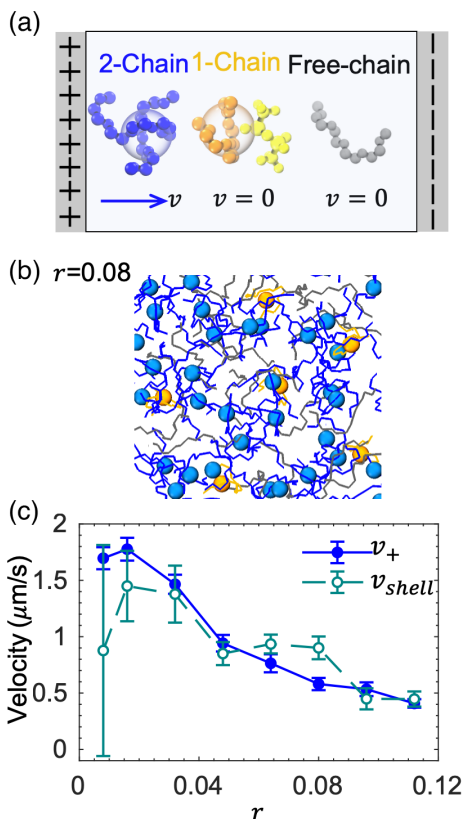 (a)
2-Chain 1-Chain Free-chain
+ + + + + + + +
v v = 0 v = 0
(b) r=0.08
(c)
2
1.5
1
0.5
0
Velocity (μm/s)
v₊
v_shell
0 0.04 0.08 0.12
r